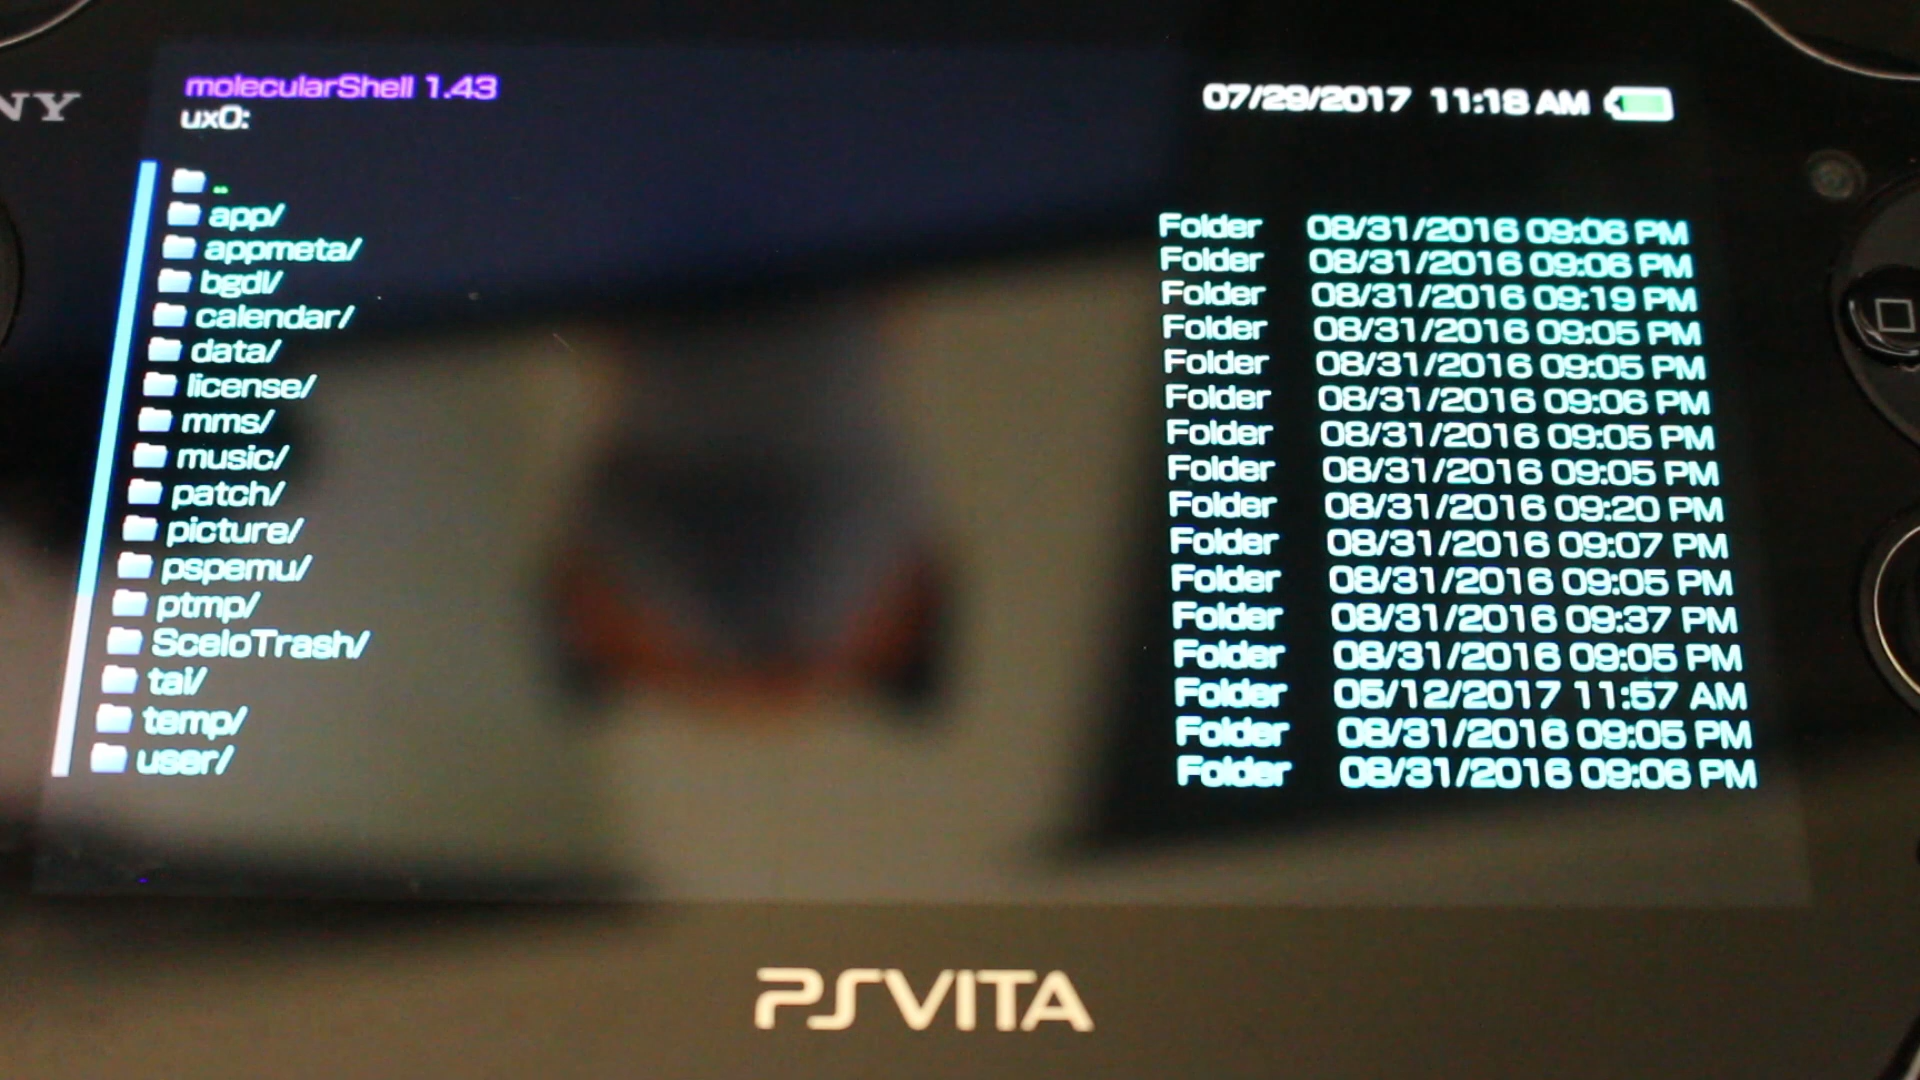 molecularShell 1.43
07/29/2017 11:18 AM
NY
ux0:
..
app/ Folder 08/31/2016 09:06 PM
appmeta/ Folder 08/31/2016 09:06 PM
bgdl/ Folder 08/31/2016 09:19 PM
calendar/ Folder 08/31/2016 09:05 PM
data/ Folder 08/31/2016 09:05 PM
license/ Folder 08/31/2016 09:06 PM
mms/ Folder 08/31/2016 09:05 PM
music/ Folder 08/31/2016 09:05 PM
patch/ Folder 08/31/2016 09:20 PM
picture/ Folder 08/31/2016 09:07 PM
pspemu/ Folder 08/31/2016 09:05 PM
ptmp/ Folder 08/31/2016 09:37 PM
SceIoTrash/ Folder 08/31/2016 09:05 PM
tai/ Folder 05/12/2017 11:57 AM
temp/ Folder 08/31/2016 09:05 PM
user/ Folder 08/31/2016 09:06 PM
PSVITA